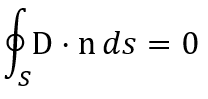 ∮_S D · n ds = 0